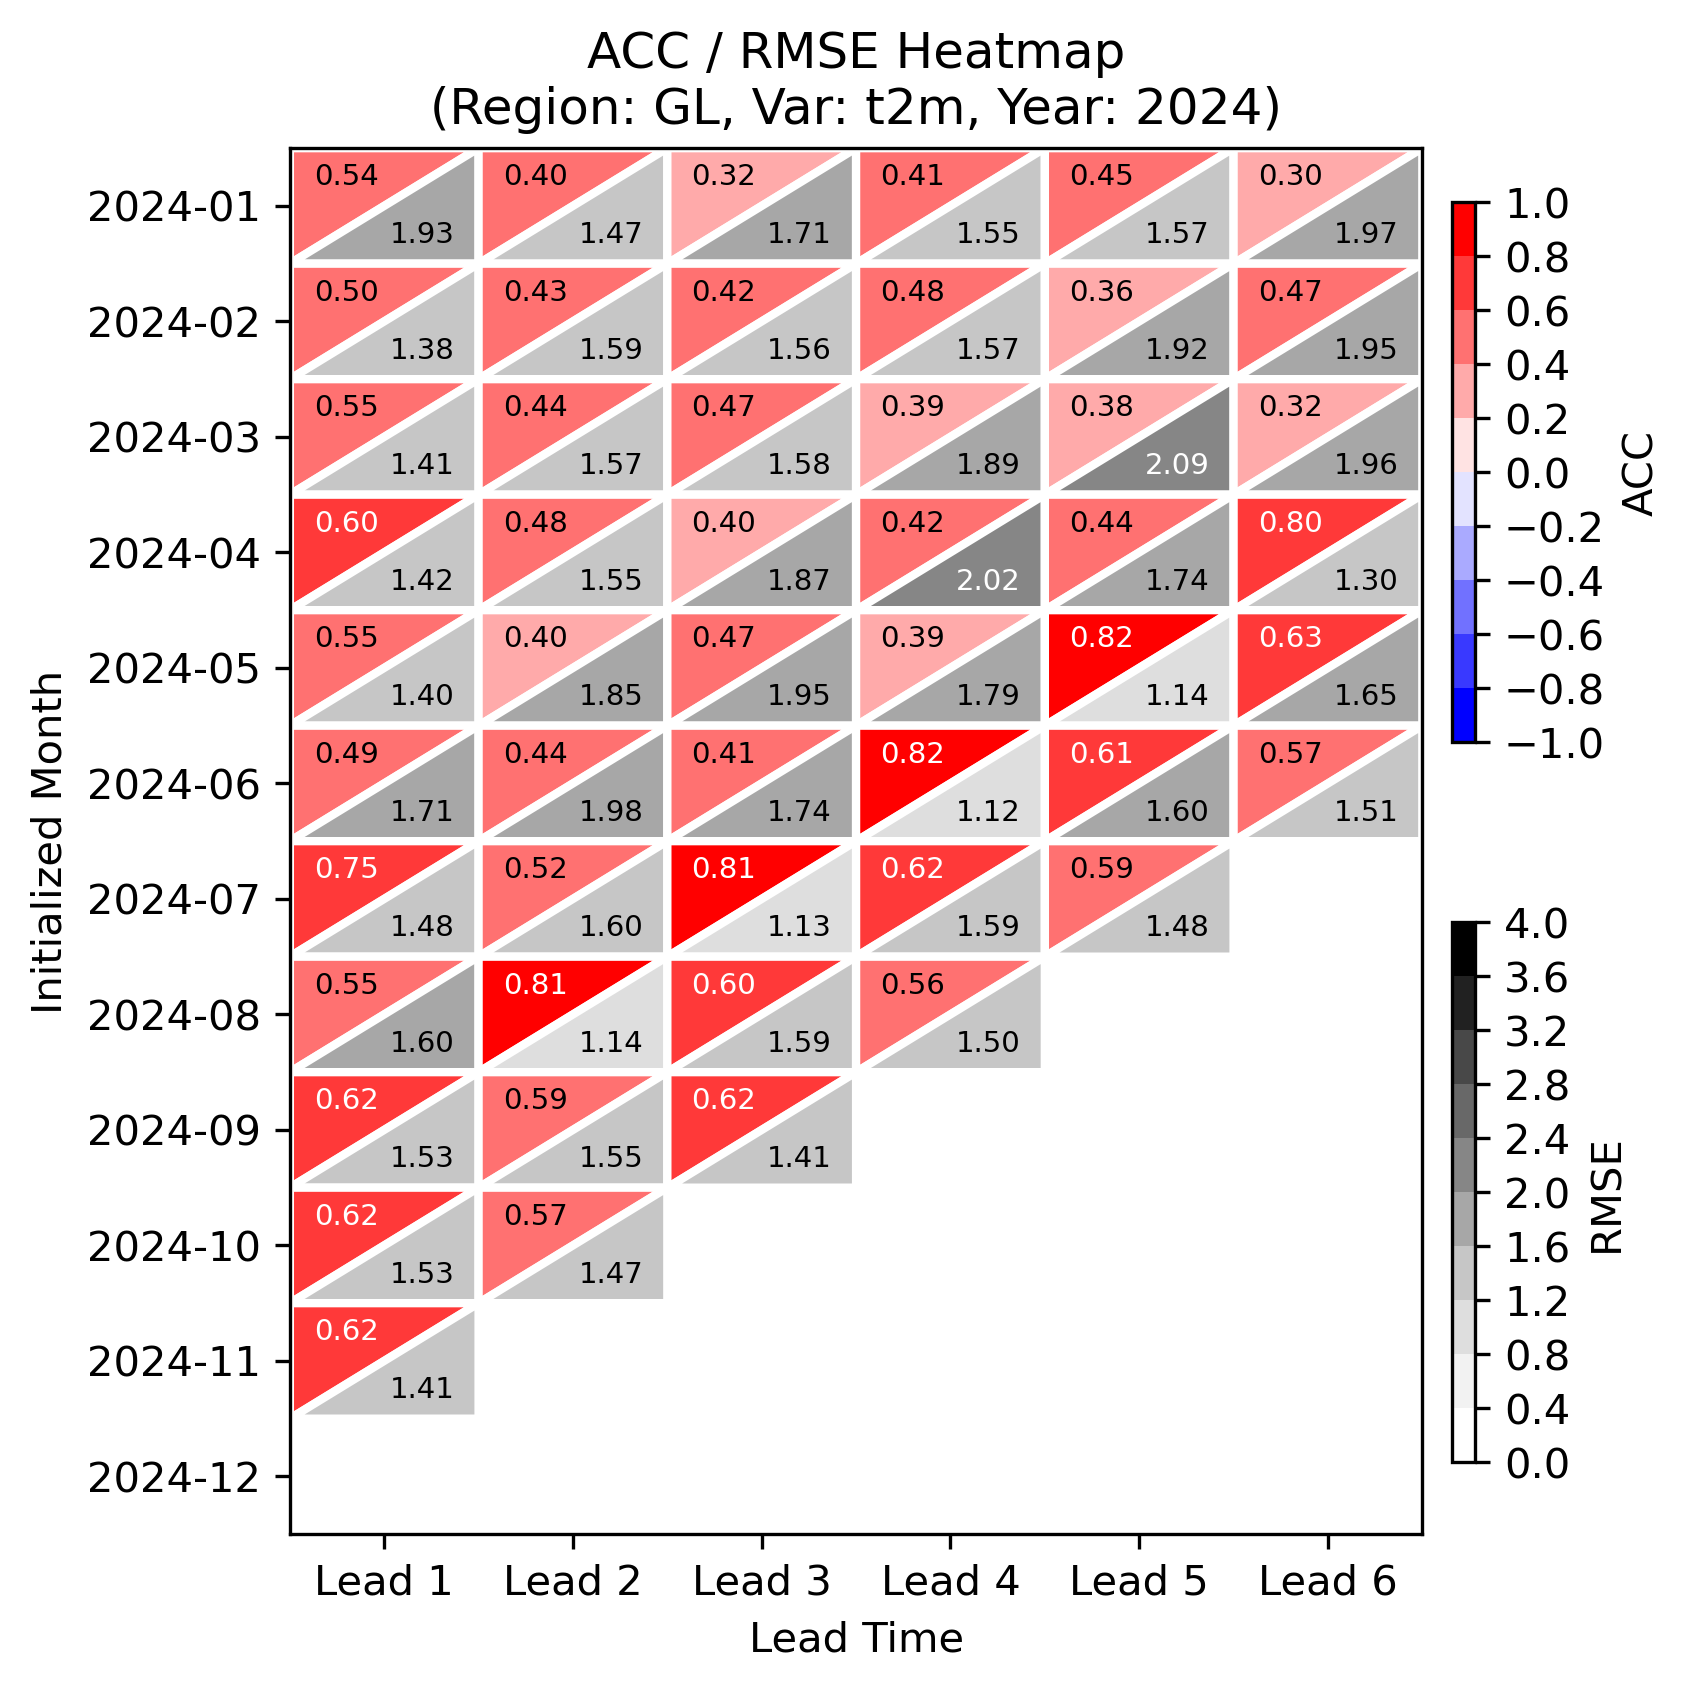 ACC / RMSE Heatmap
(Region: GL, Var: t2m, Year: 2024)
2024-01 0.54 1.93 0.40 1.47 0.32 1.71 0.41 1.55 0.45 1.57 0.30 1.97
2024-02 0.50 1.38 0.43 1.59 0.42 1.56 0.48 1.57 0.36 1.92 0.47 1.95
2024-03 0.55 1.41 0.44 1.57 0.47 1.58 0.39 1.89 0.38 2.09 0.32 1.96
2024-04 0.60 1.42 0.48 1.55 0.40 1.87 0.42 2.02 0.44 1.74 0.80 1.30
2024-05 0.55 1.40 0.40 1.85 0.47 1.95 0.39 1.79 0.82 1.14 0.63 1.65
2024-06 0.49 1.71 0.44 1.98 0.41 1.74 0.82 1.12 0.61 1.60 0.57 1.51
2024-07 0.75 1.48 0.52 1.60 0.81 1.13 0.62 1.59 0.59 1.48
2024-08 0.55 1.60 0.81 1.14 0.60 1.59 0.56 1.50
2024-09 0.62 1.53 0.59 1.55 0.62 1.41
2024-10 0.62 1.53 0.57 1.47
2024-11 0.62 1.41
2024-12
Initialized Month
Lead 1 Lead 2 Lead 3 Lead 4 Lead 5 Lead 6
Lead Time
1.0
0.8
0.6
0.4
0.2
0.0
−0.2
−0.4
−0.6
−0.8
−1.0
ACC
4.0
3.6
3.2
2.8
2.4
2.0
1.6
1.2
0.8
0.4
0.0
RMSE